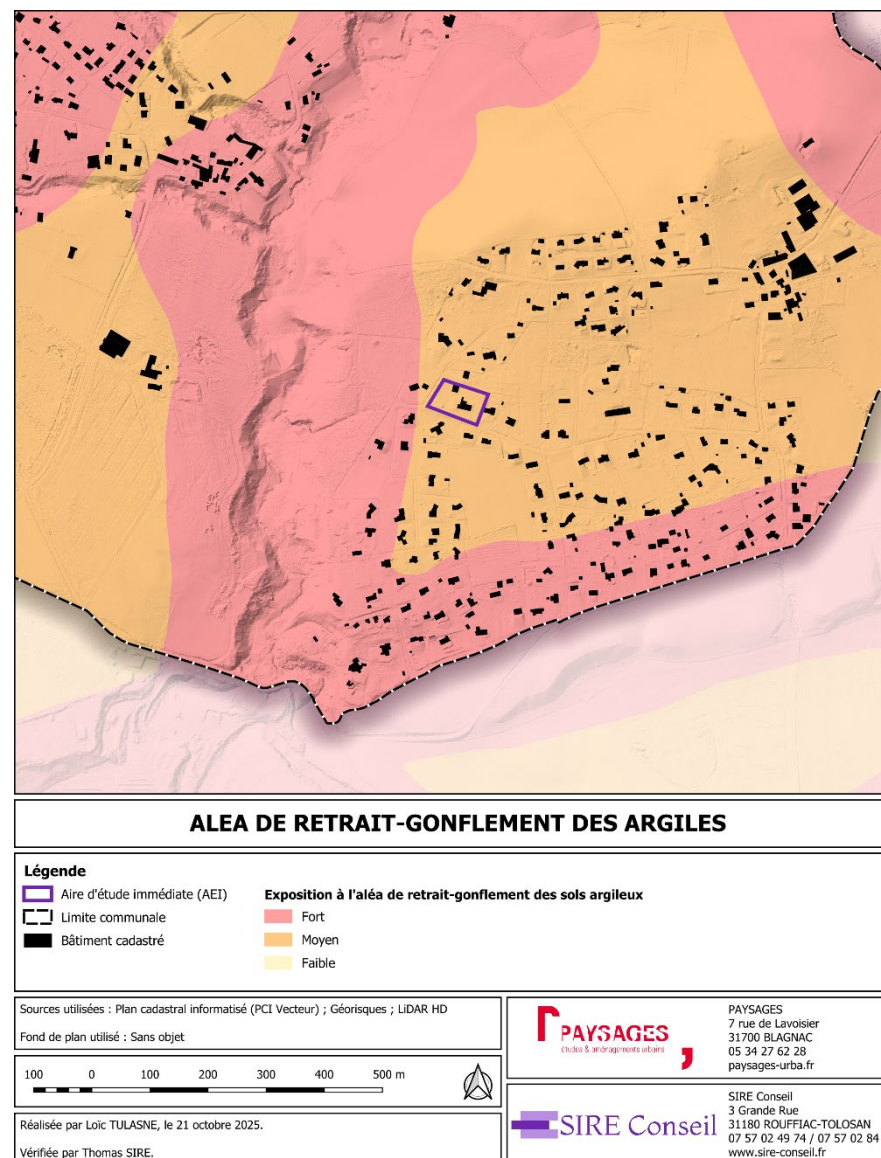 ALEA DE RETRAIT-GONFLEMENT DES ARGILES
Légende
Aire d'étude immédiate (AEI)
Limite communale
Bâtiment cadastré
Exposition à l'aléa de retrait-gonflement des sols argileux
Fort
Moyen
Faible
Sources utilisées : Plan cadastral informatisé (PCI Vecteur) ; Géorisques ; LiDAR HD
Fond de plan utilisé : Sans objet
100 0 100 200 300 400 500 m
Réalisée par Loïc TULASNE, le 21 octobre 2025.
Vérifiée par Thomas SIRE.
PAYSAGES
études & aménagements urbains
PAYSAGES
7 rue de Lavoisier
31700 BLAGNAC
05 34 27 62 28
paysages-urba.fr
SIRE Conseil
SIRE Conseil
3 Grande Rue
31180 ROUFFIAC-TOLOSAN
07 57 02 49 74 / 07 57 02 84
www.sire-conseil.fr